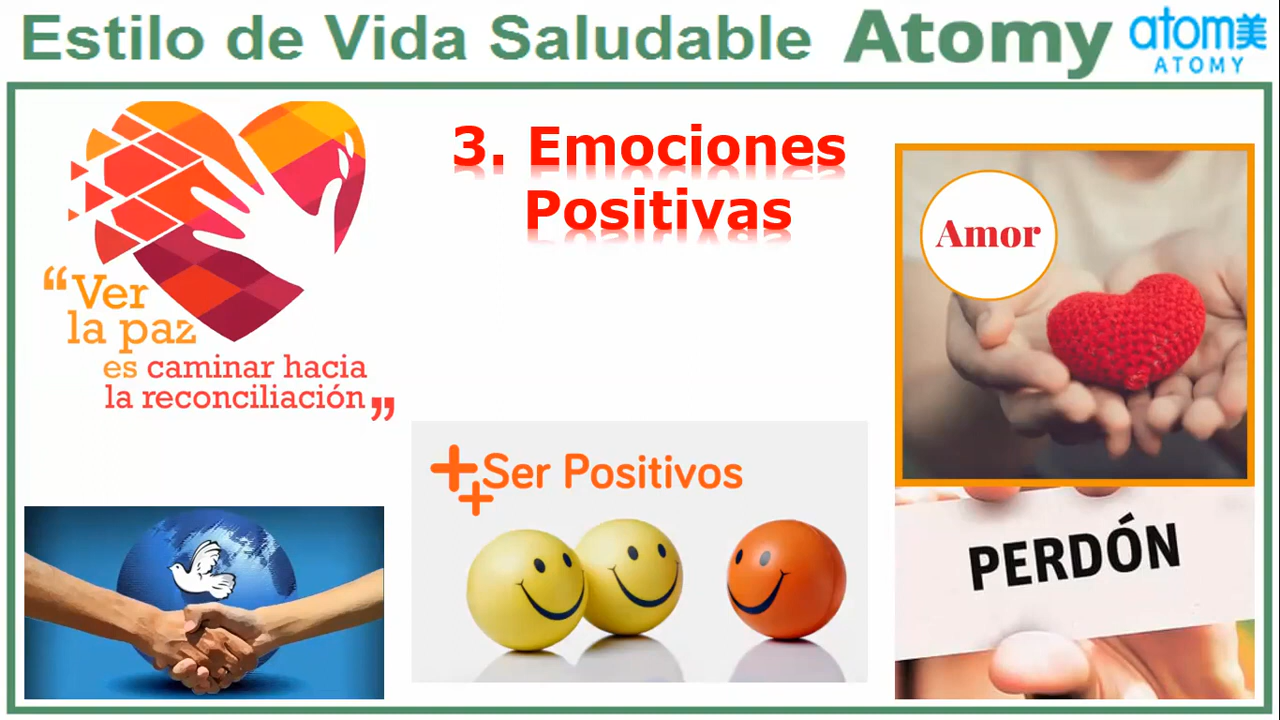 Estilo de Vida Saludable Atomy
atom美
ATOMY
3. Emociones
Positivas
“Ver
la paz
es caminar hacia
la reconciliación„
Amor
Ser Positivos
PERDÓN